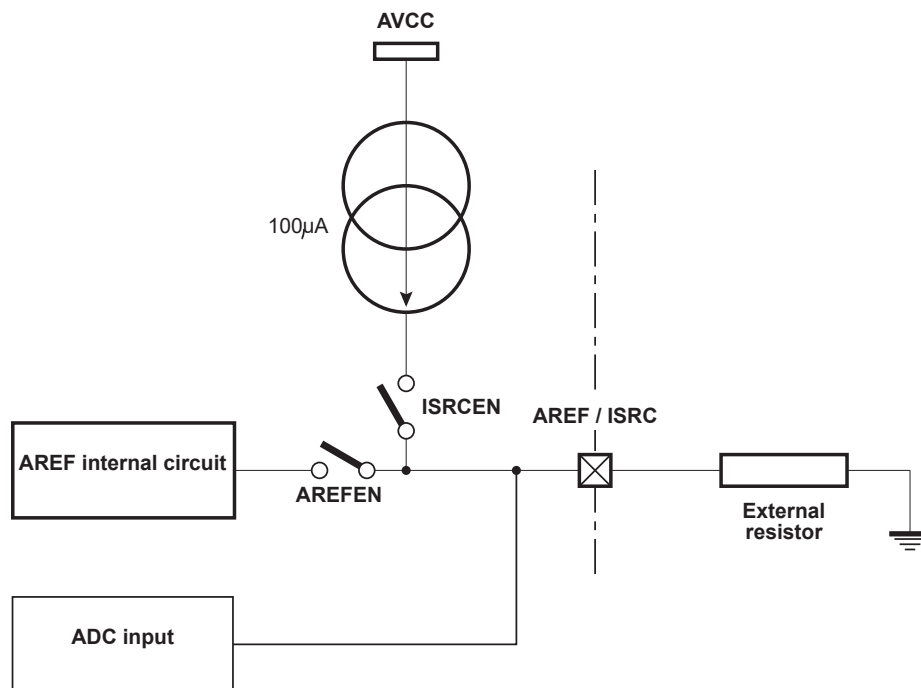 AVCC
100µA
ISRCEN
AREF / ISRC
AREF internal circuit
AREFEN
External
resistor
ADC input